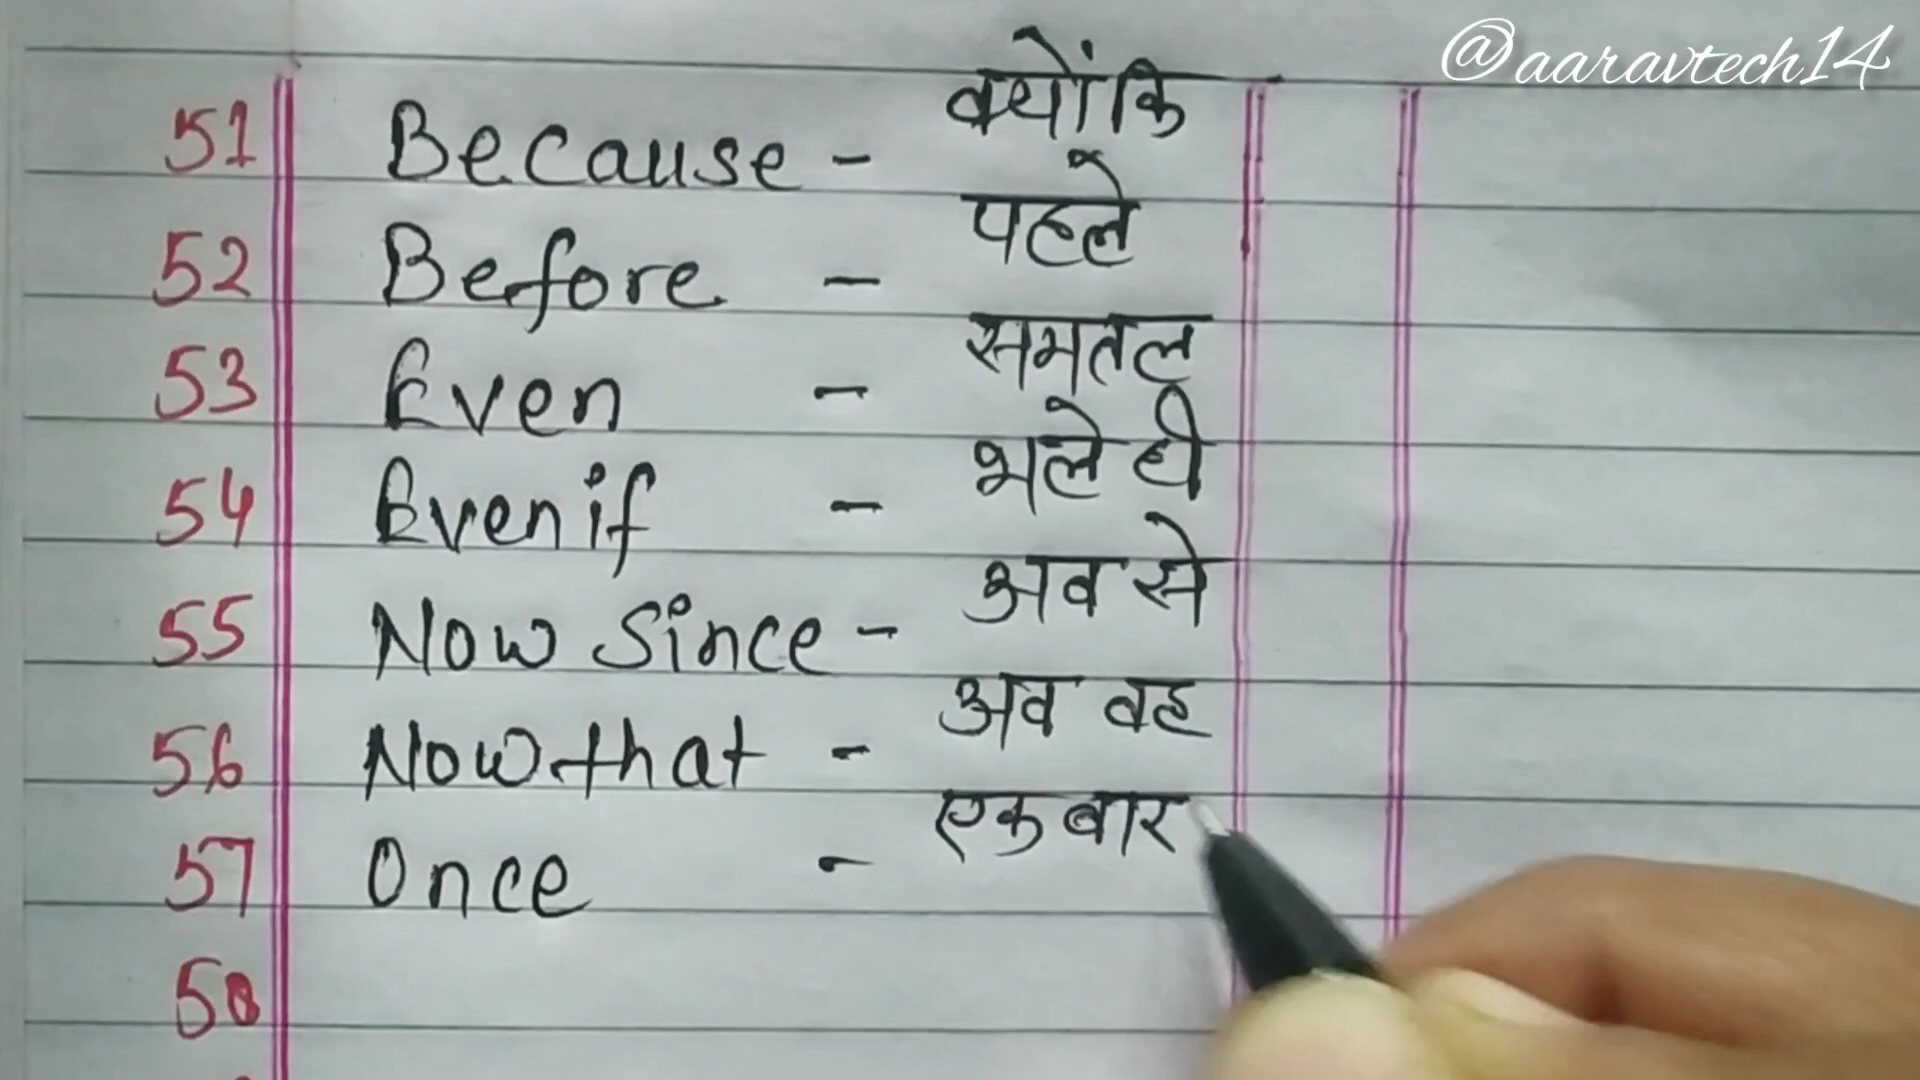 @aaravtech14
51 Because - क्योंकि
52 Before - पहले
53 Even - समतल
54 Even if - भले ही
55 Now Since - अब से
56 Now that - अब वह
57 Once - एक बार
58